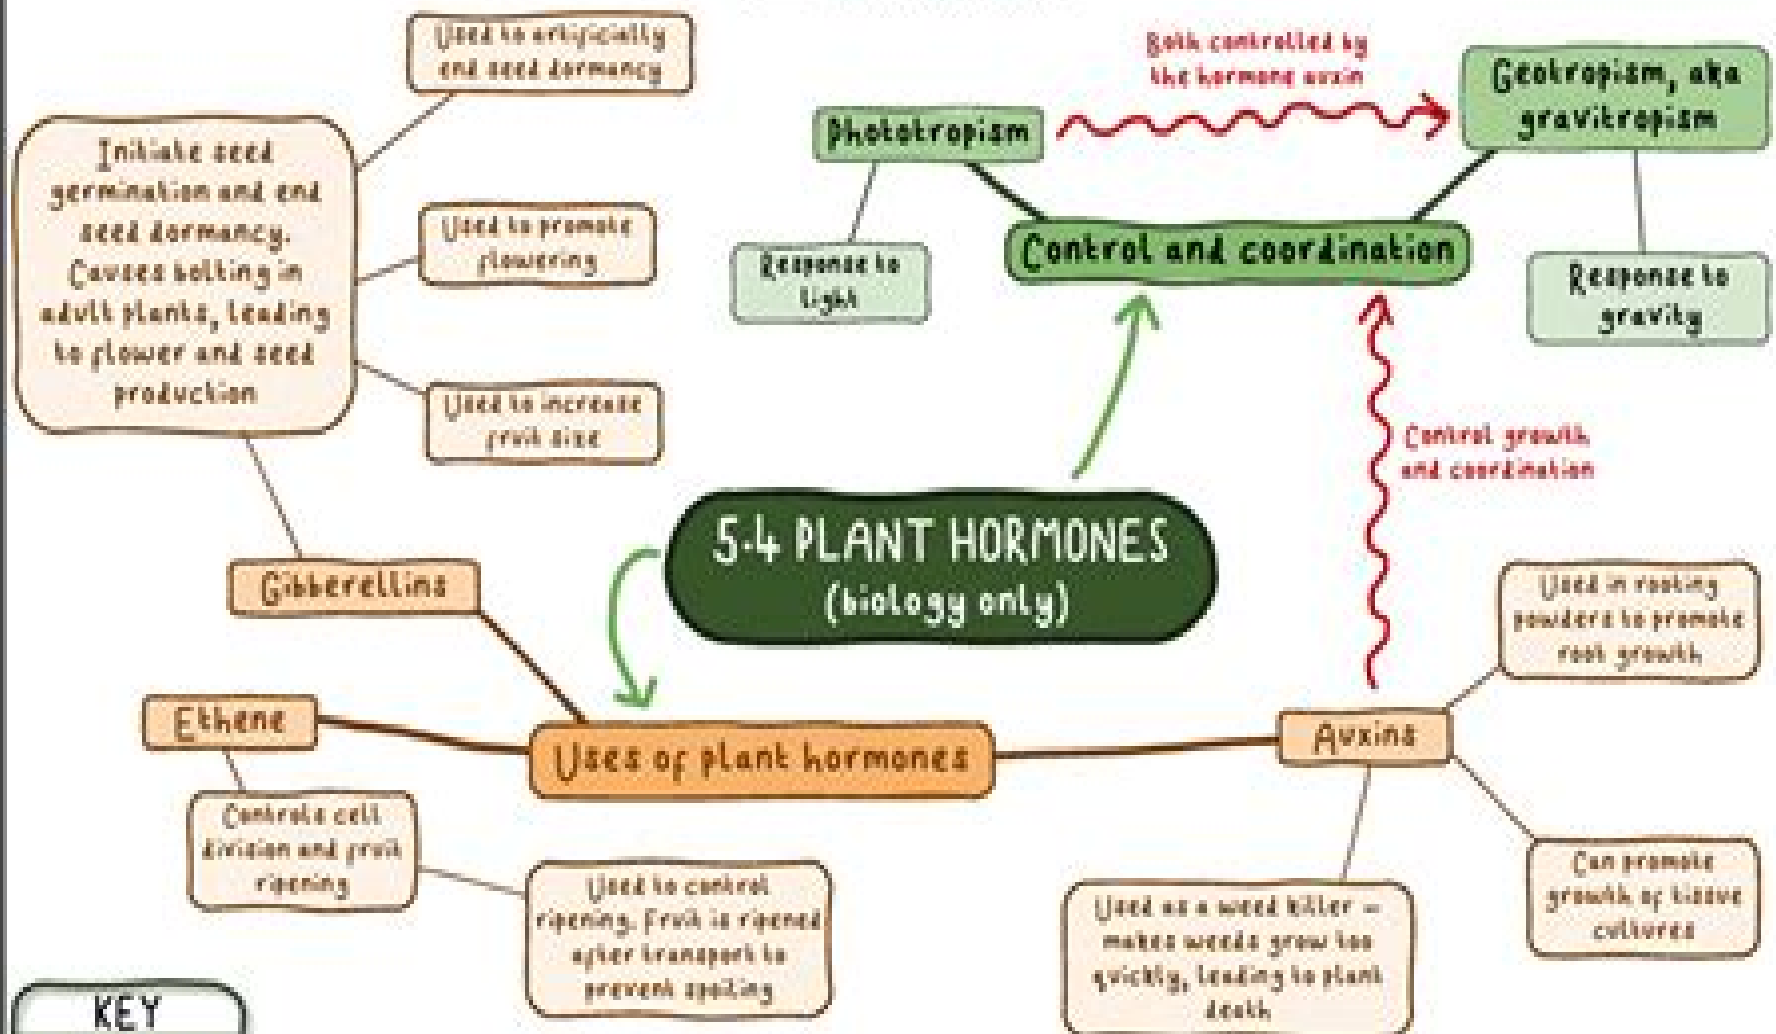 Used to artificially
end seed dormancy
Initiate seed
germination and end
seed dormancy.
Causes bolting in
adult plants, leading
to flower and seed
production
Used to promote
flowering
Used to increase
fruit size
Gibberellins
Both controlled by
the hormone auxin
Phototropism
Geotropism, aka
gravitropism
Response to
light
Control and coordination
Response to
gravity
Control growth
and coordination
5.4 PLANT HORMONES
(biology only)
Ethene
Uses of plant hormones
Auxins
Used in rooting
powders to promote
root growth
Controls cell
division and fruit
ripening
Used to control
ripening. Fruit is ripened
after transport to
prevent spoiling
Used as a weed killer –
makes weeds grow too
quickly, leading to plant
death
Can promote
growth of tissue
cultures
KEY